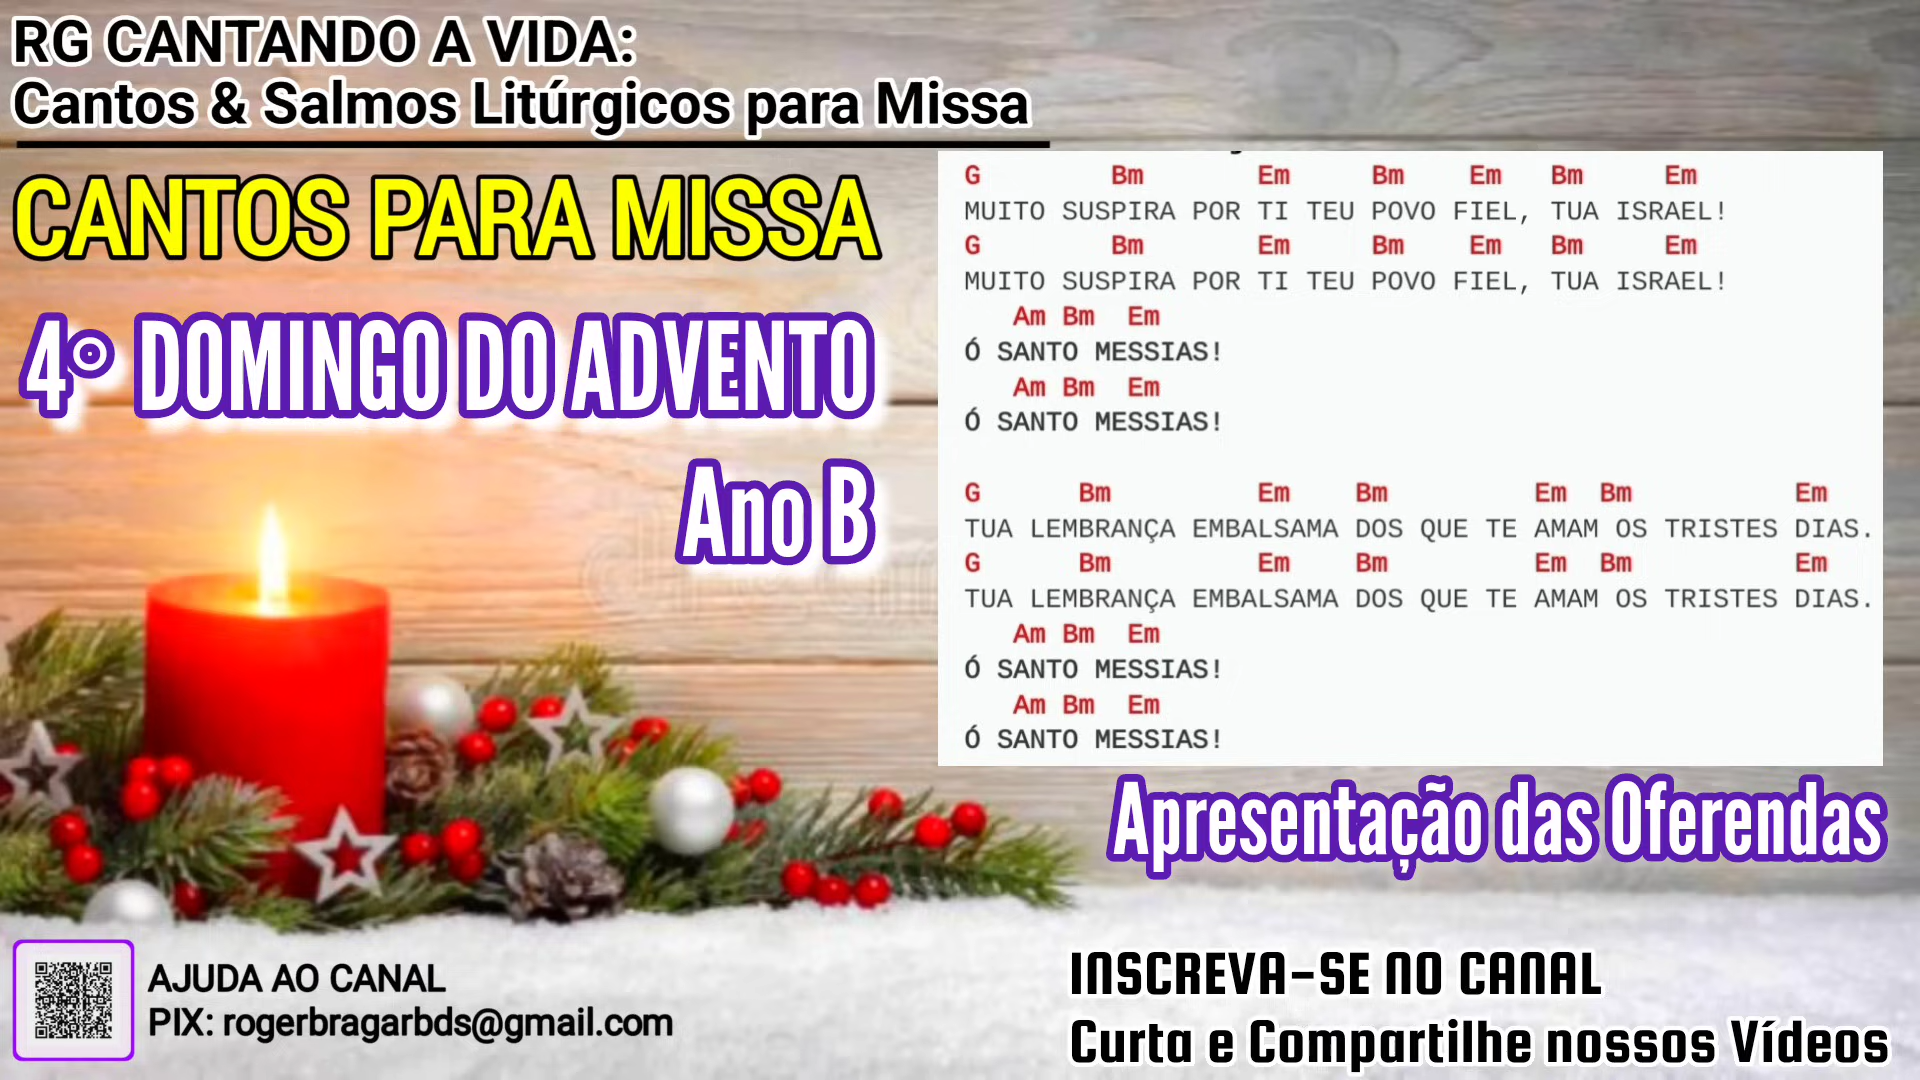 RG CANTANDO A VIDA:
Cantos & Salmos Litúrgicos para Missa
CANTOS PARA MISSA
4º DOMINGO DO ADVENTO
Ano B
G Bm Em Bm Em Bm Em
MUITO SUSPIRA POR TI TEU POVO FIEL, TUA ISRAEL!
G Bm Em Bm Em Bm Em
MUITO SUSPIRA POR TI TEU POVO FIEL, TUA ISRAEL!
Am Bm Em
Ó SANTO MESSIAS!
Am Bm Em
Ó SANTO MESSIAS!
G Bm Em Bm Em Bm Em
TUA LEMBRANÇA EMBALSAMA DOS QUE TE AMAM OS TRISTES DIAS.
G Bm Em Bm Em Bm Em
TUA LEMBRANÇA EMBALSAMA DOS QUE TE AMAM OS TRISTES DIAS.
Am Bm Em
Ó SANTO MESSIAS!
Am Bm Em
Ó SANTO MESSIAS!
Apresentação das Oferendas
AJUDA AO CANAL
PIX: rogerbragarbds@gmail.com
INSCREVA-SE NO CANAL
Curta e Compartilhe nossos Vídeos